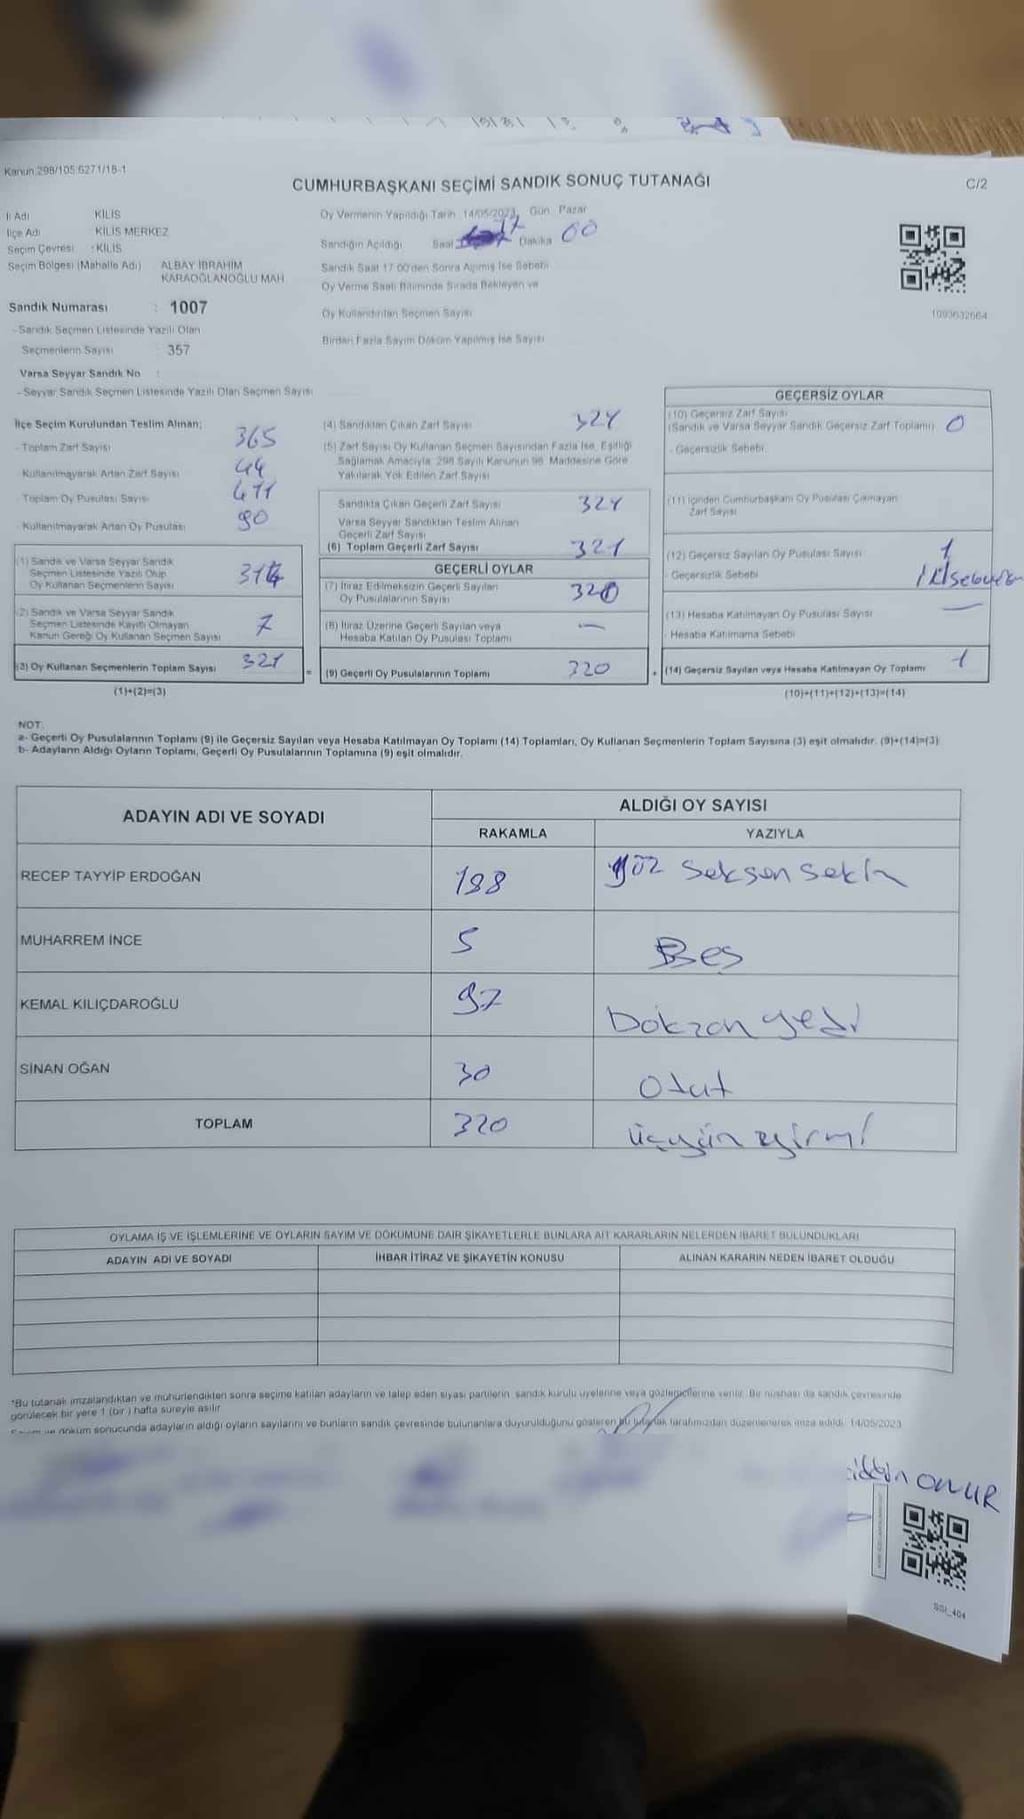 Kanun:298/105:6271/18-1
CUMHURBAŞKANI SEÇİMİ SANDIK SONUÇ TUTANAĞI
C/2
İl Adı KİLİS
İlçe Adı KİLİS MERKEZ
Seçim Çevresi : KİLİS
Seçim Bölgesi (Mahalle Adı) ALBAY İBRAHİM
KARAOĞLANOĞLU MAH
Sandık Numarası : 1007
- Sandık Seçmen Listesinde Yazılı Olan
Seçmenlerin Sayısı 357
Varsa Seyyar Sandık No :
- Seyyar Sandık Seçmen Listesinde Yazılı Olan Seçmen Sayısı
Oy Vermenin Yapıldığı Tarih 14/05/2023 Gün Pazar
Sandığın Açıldığı Saat 17 Dakika 00
Sandık Saat 17:00'den Sonra Açılmış İse Sebebi
Oy Verme Saati Bitiminde Sırada Bekleyen ve
Oy Kullandırılan Seçmen Sayısı
Birden Fazla Sayım Döküm Yapılmış İse Sayısı
1093632664
İlçe Seçim Kurulundan Teslim Alınan;
- Toplam Zarf Sayısı 365
- Kullanılmayarak Artan Zarf Sayısı 44
- Toplam Oy Pusulası Sayısı 411
- Kullanılmayarak Artan Oy Pusulası 90
(1) Sandık ve Varsa Seyyar Sandık
Seçmen Listesinde Yazılı Olup
Oy Kullanan Seçmenlerin Sayısı 314
(2) Sandık ve Varsa Seyyar Sandık
Seçmen Listesinde Kayıtlı Olmayan
Kanun Gereği Oy Kullanan Seçmen Sayısı 7
(3) Oy Kullanan Seçmenlerin Toplam Sayısı 321
(1)+(2)=(3)
(4) Sandıktan Çıkan Zarf Sayısı 321
(5) Zarf Sayısı Oy Kullanan Seçmen Sayısından Fazla İse, Eşitliği
Sağlamak Amacıyla 298 Sayılı Kanunun 98. Maddesine Göre
Yakılarak Yok Edilen Zarf Sayısı
Sandıkta Çıkan Geçerli Zarf Sayısı 321
Varsa Seyyar Sandıktan Teslim Alınan
Geçerli Zarf Sayısı
(6) Toplam Geçerli Zarf Sayısı 321
GEÇERLİ OYLAR
(7) İtiraz Edilmeksizin Geçerli Sayılan
Oy Pusulalarının Sayısı 320
(8) İtiraz Üzerine Geçerli Sayılan veya
Hesaba Katılan Oy Pusulası Toplamı —
= (9) Geçerli Oy Pusulalarının Toplamı 320
GEÇERSİZ OYLAR
(10) Geçersiz Zarf Sayısı
(Sandık ve Varsa Seyyar Sandık Geçersiz Zarf Toplamı) 0
- Geçersizlik Sebebi
(11) İçinden Cumhurbaşkanı Oy Pusulası Çıkmayan
Zarf Sayısı
(12) Geçersiz Sayılan Oy Pusulası Sayısı 1
- Geçersizlik Sebebi
(13) Hesaba Katılmayan Oy Pusulası Sayısı —
- Hesaba Katılmama Sebebi
+ (14) Geçersiz Sayılan veya Hesaba Katılmayan Oy Toplamı 1
(10)+(11)+(12)+(13)=(14)
NOT:
a- Geçerli Oy Pusulalarının Toplamı (9) ile Geçersiz Sayılan veya Hesaba Katılmayan Oy Toplamı (14) Toplamları, Oy Kullanan Seçmenlerin Toplam Sayısına (3) eşit olmalıdır. (9)+(14)=(3)
b- Adayların Aldığı Oyların Toplamı, Geçerli Oy Pusulalarının Toplamına (9) eşit olmalıdır.
ADAYIN ADI VE SOYADI ALDIĞI OY SAYISI
RAKAMLA YAZIYLA
RECEP TAYYİP ERDOĞAN 188 yüz seksen sekiz
MUHARREM İNCE 5 Beş
KEMAL KILIÇDAROĞLU 97 Dokzan yedi
SİNAN OĞAN 30 Otut
TOPLAM 320 üçyün yirmi
OYLAMA İŞ VE İŞLEMLERİNE VE OYLARIN SAYIM VE DÖKÜMÜNE DAİR ŞİKAYETLERLE BUNLARA AİT KARARLARIN NELERDEN İBARET BULUNDUKLARI
ADAYIN ADI VE SOYADI İHBAR İTİRAZ VE ŞİKAYETİN KONUSU ALINAN KARARIN NEDEN İBARET OLDUĞU
*Bu tutanak imzalandıktan ve mühürlendikten sonra seçime katılan adayların ve talep eden siyasi partilerin sandık kurulu üyelerine veya gözlemcilerine verilir. Bir nüshası da sandık çevresinde
görülecek bir yere 1 (bir) hafta süreyle asılır.
Sayım ve döküm sonucunda adayların aldığı oyların sayılarını ve bunların sandık çevresinde bulunanlara duyurulduğunu gösteren bu tutanak tarafımızdan düzenlenerek imza edildi. 14/05/2023
ONUR
SSI_404